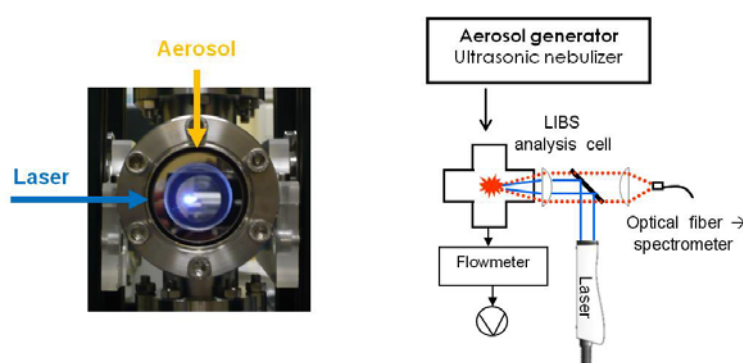 Aerosol
Laser
Aerosol generator
Ultrasonic nebulizer
LIBS
analysis cell
Optical fiber →
spectrometer
Flowmeter
Laser